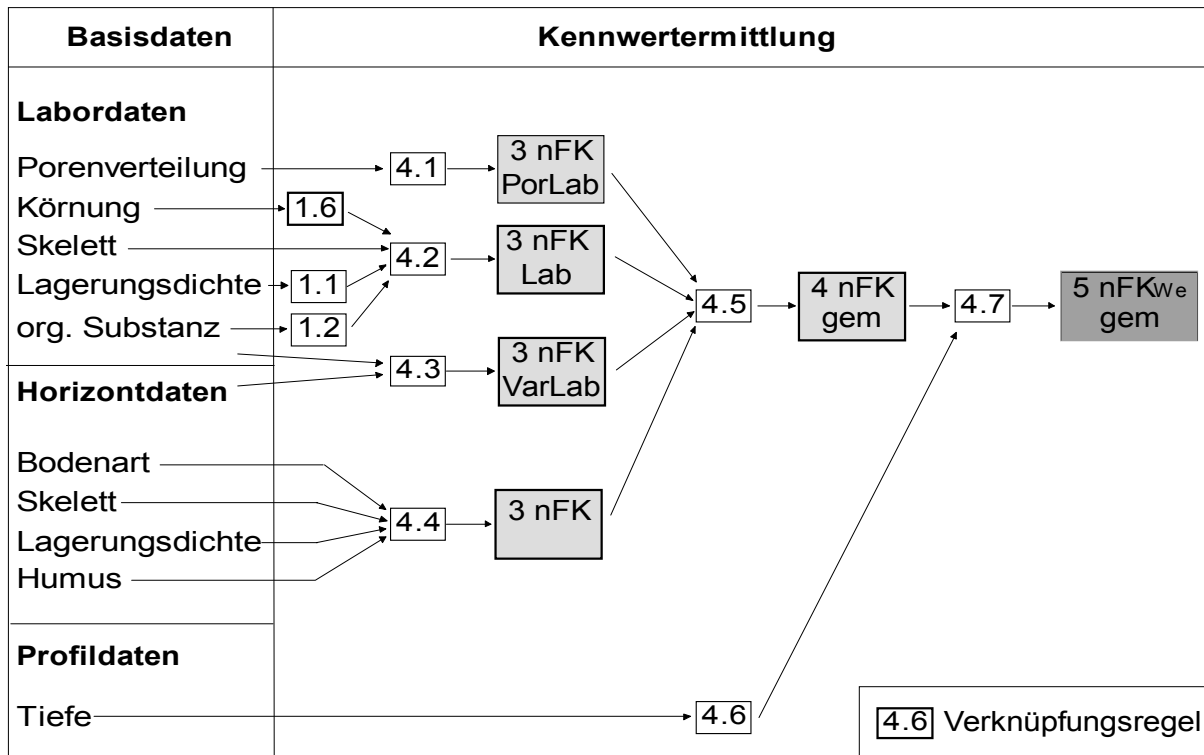 Basisdaten
Kennwertermittlung
Labordaten
Porenverteilung
4.1
3 nFK
PorLab
Körnung
1.6
Skelett
4.2
3 nFK
Lab
Lagerungsdichte
1.1
org. Substanz
1.2
4.5
4 nFK
gem
4.7
5 nFKWe
gem
4.3
3 nFK
VarLab
Horizontdaten
Bodenart
Skelett
4.4
3 nFK
Lagerungsdichte
Humus
Profildaten
Tiefe
4.6
4.6 Verknüpfungsregel